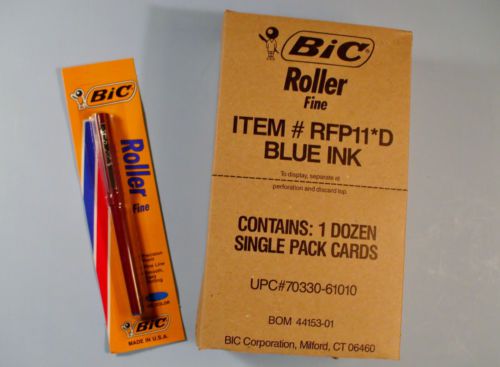 BiC
Roller
Fine
BiC
MADE IN U.S.A.
BiC
Roller
Fine
ITEM # RFP11*D
BLUE INK
To display, separate at
perforation and discard top.
CONTAINS: 1 DOZEN
SINGLE PACK CARDS
UPC#70330-61010
BOM 44153-01
BIC Corporation, Milford, CT 06460